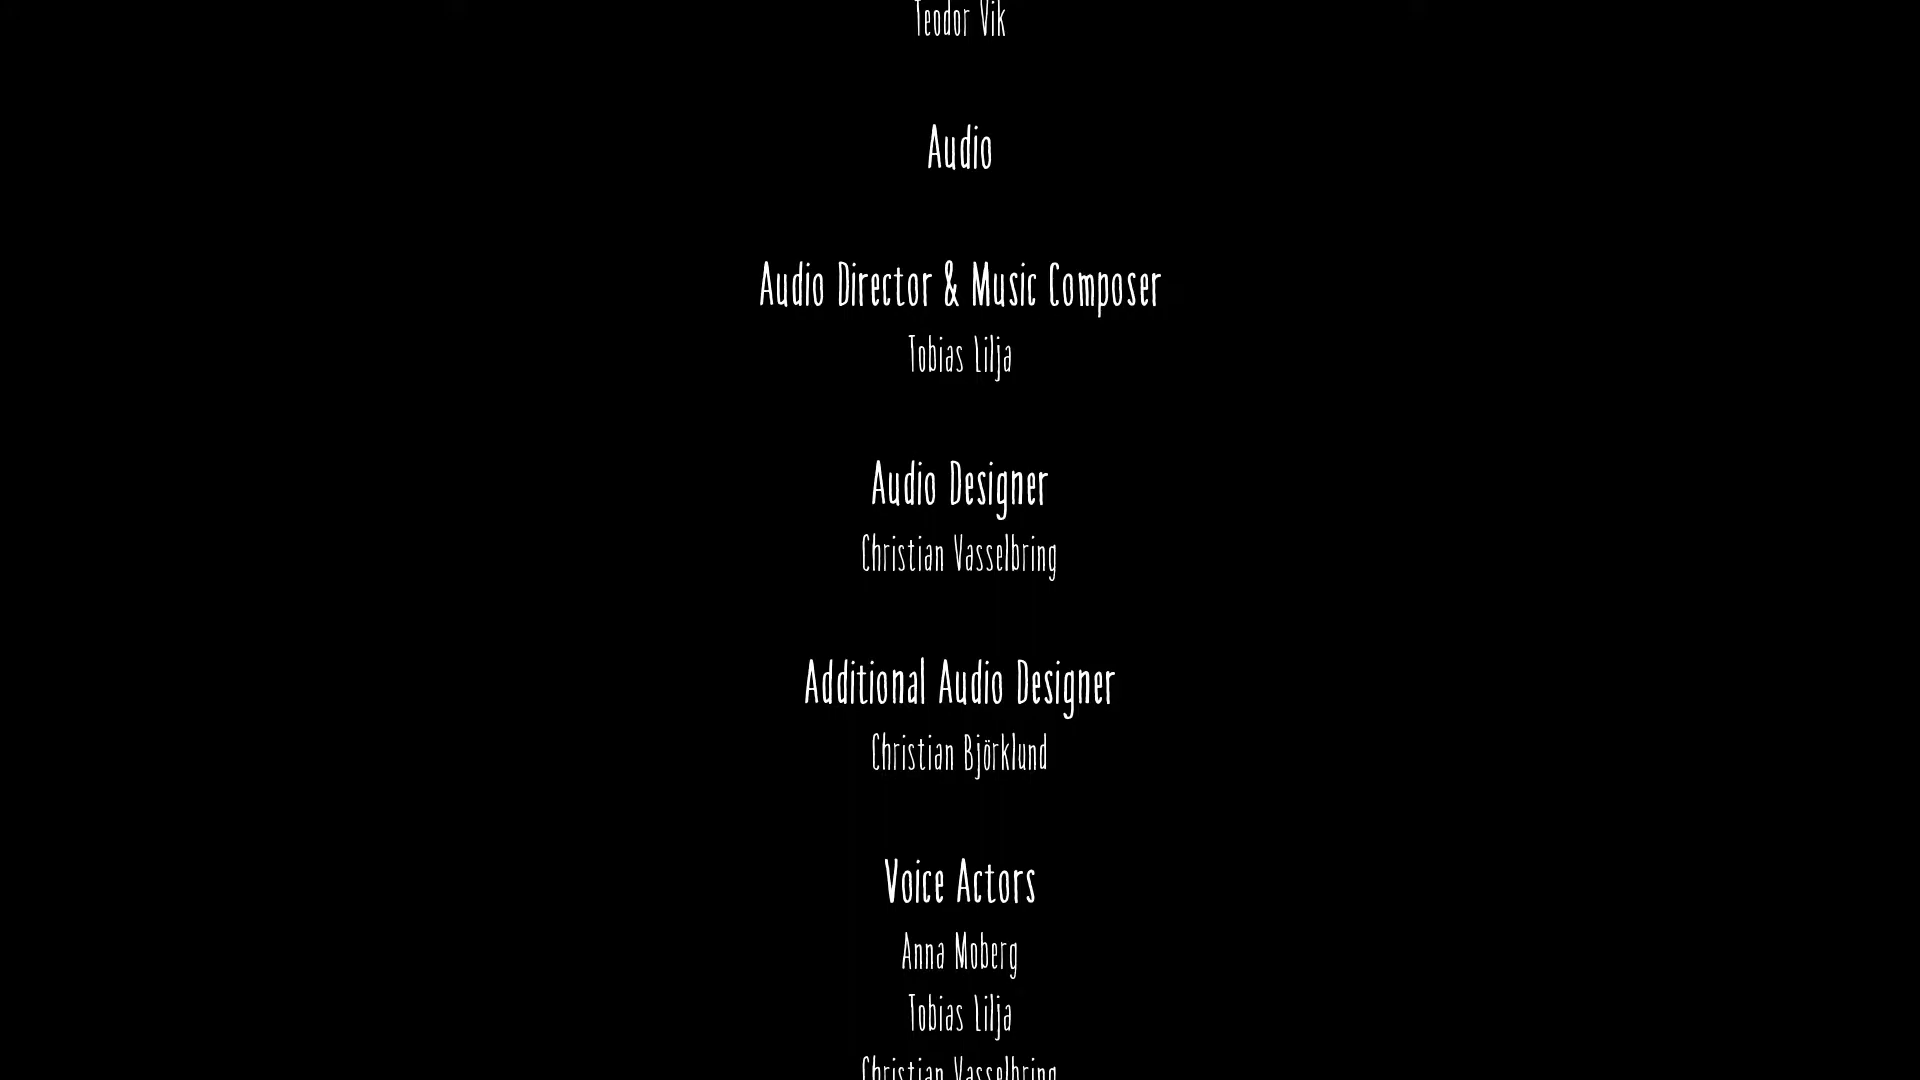 Teodor Vik
Audio
Audio Director & Music Composer
Tobias Lilja
Audio Designer
Christian Vasselbring
Additional Audio Designer
Christian Björklund
Voice Actors
Anna Moberg
Tobias Lilja
Christian Vasselbring